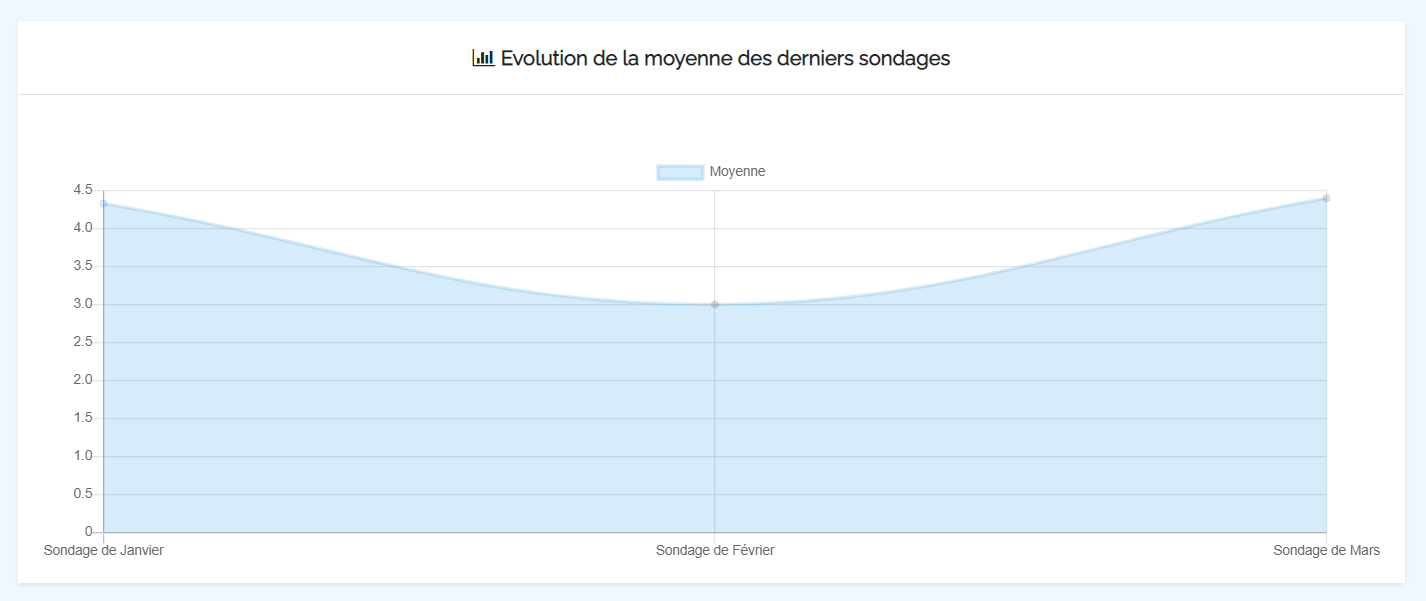 Evolution de la moyenne des derniers sondages
Moyenne
4.5
4.0
3.5
3.0
2.5
2.0
1.5
1.0
0.5
0
Sondage de Janvier
Sondage de Février
Sondage de Mars